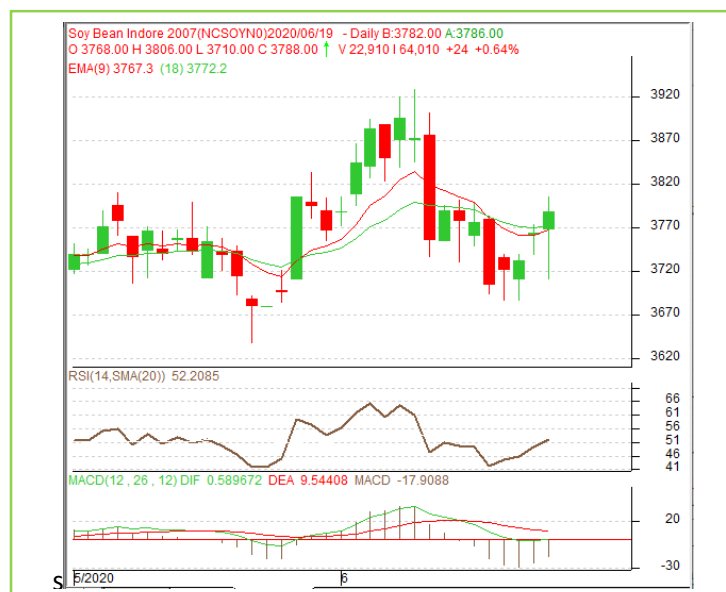 Soy Bean Indore 2007(NCSOYN0)2020/06/19 - Daily B:3782.00 A:3786.00
O 3768.00 H 3806.00 L 3710.00 C 3788.00 ↑ V 22,910 I 64,010 +24 +0.64%
EMA(9) 3767.3 (18) 3772.2
3920
3870
3820
3770
3720
3670
3620
RSI(14,SMA(20)) 52.2085
66
61
56
51
46
41
MACD(12 , 26 , 12) DIF 0.589672 DEA 9.54408 MACD -17.9088
20
-30
S
5/2020 6